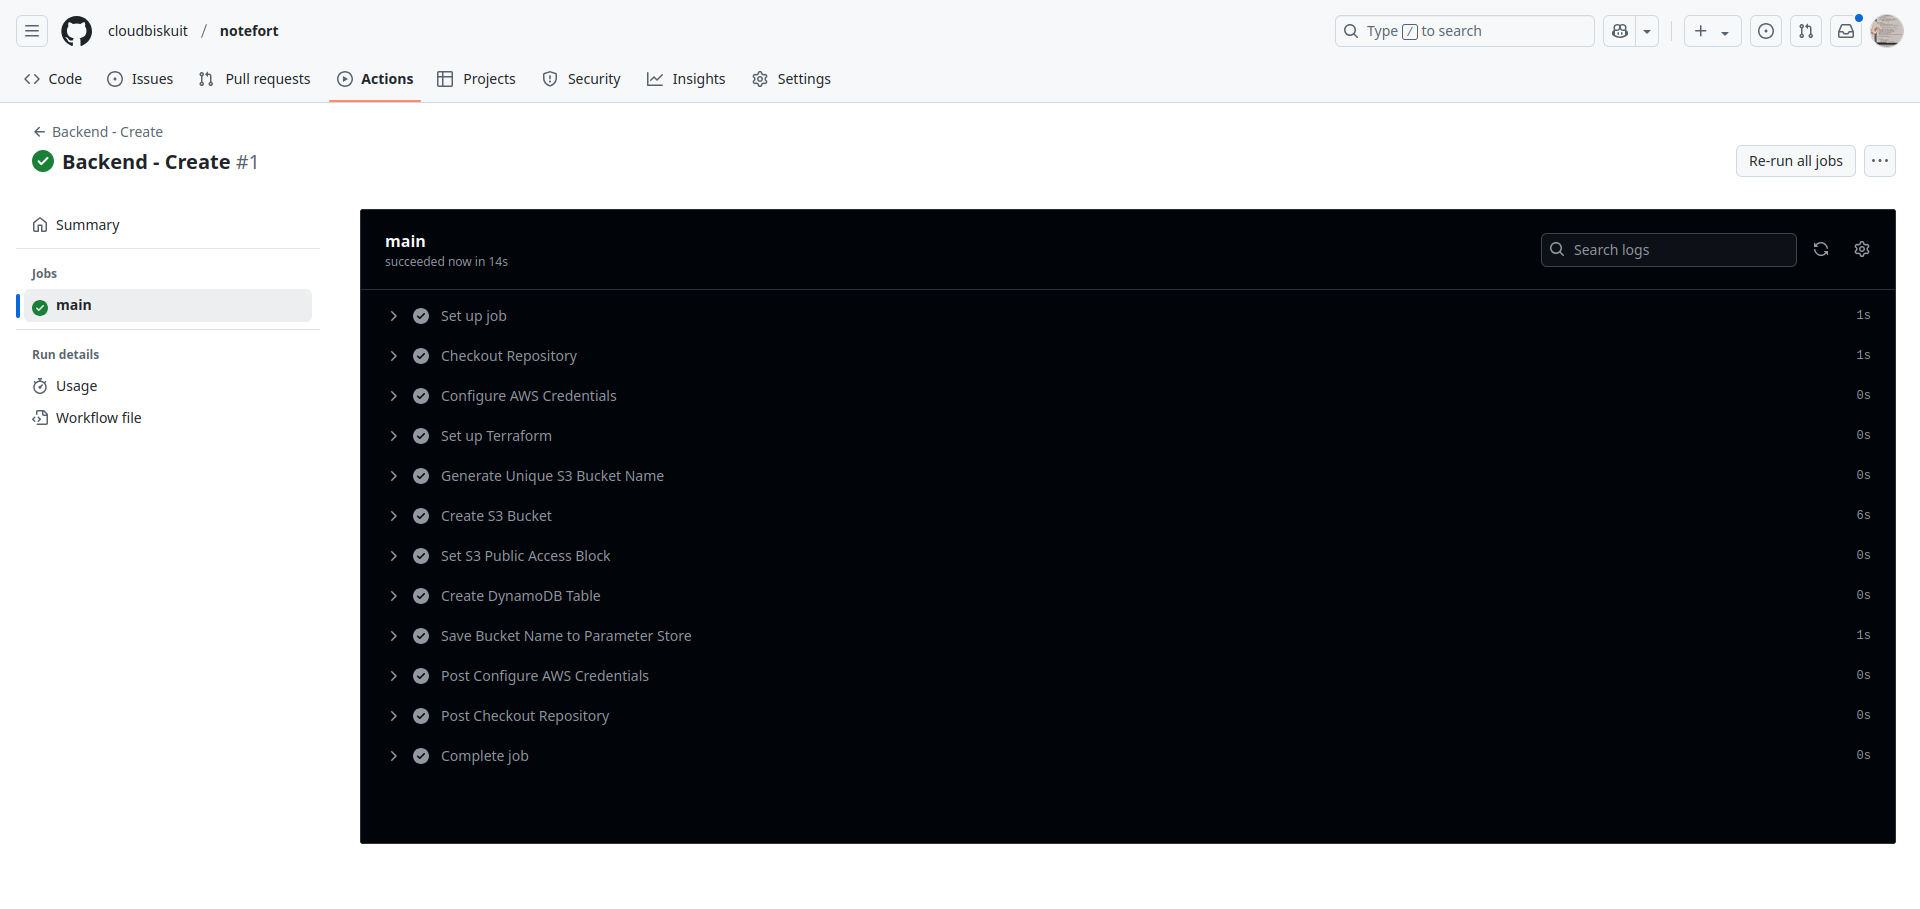 cloudbiskuit / notefort
Type / to search
Code Issues Pull requests Actions Projects Security Insights Settings
Backend - Create
Backend - Create #1
Re-run all jobs
Summary
Jobs
main
Run details
Usage
Workflow file
main
succeeded now in 14s
Search logs
Set up job 1s
Checkout Repository 1s
Configure AWS Credentials 0s
Set up Terraform 0s
Generate Unique S3 Bucket Name 0s
Create S3 Bucket 6s
Set S3 Public Access Block 0s
Create DynamoDB Table 0s
Save Bucket Name to Parameter Store 1s
Post Configure AWS Credentials 0s
Post Checkout Repository 0s
Complete job 0s